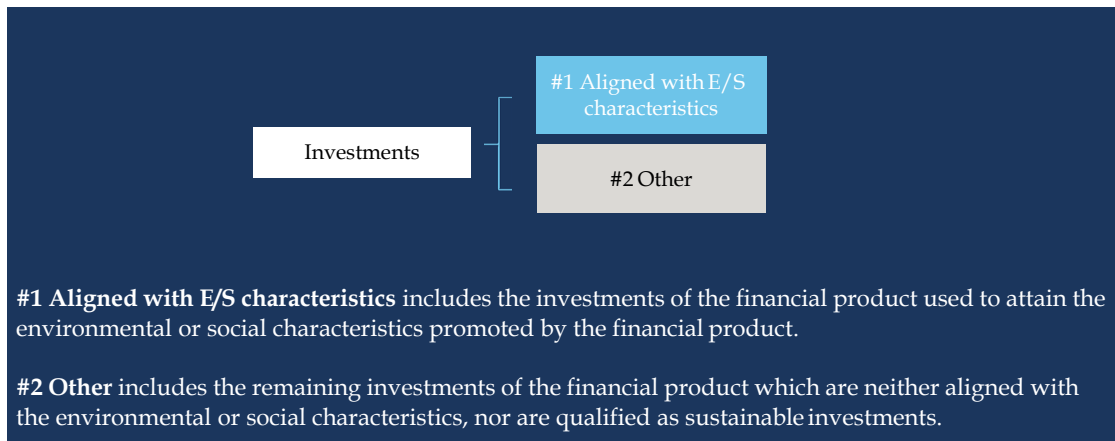 #1 Aligned with E/S
characteristics
Investments
#2 Other
#1 Aligned with E/S characteristics includes the investments of the financial product used to attain the
environmental or social characteristics promoted by the financial product.
#2 Other includes the remaining investments of the financial product which are neither aligned with
the environmental or social characteristics, nor are qualified as sustainable investments.